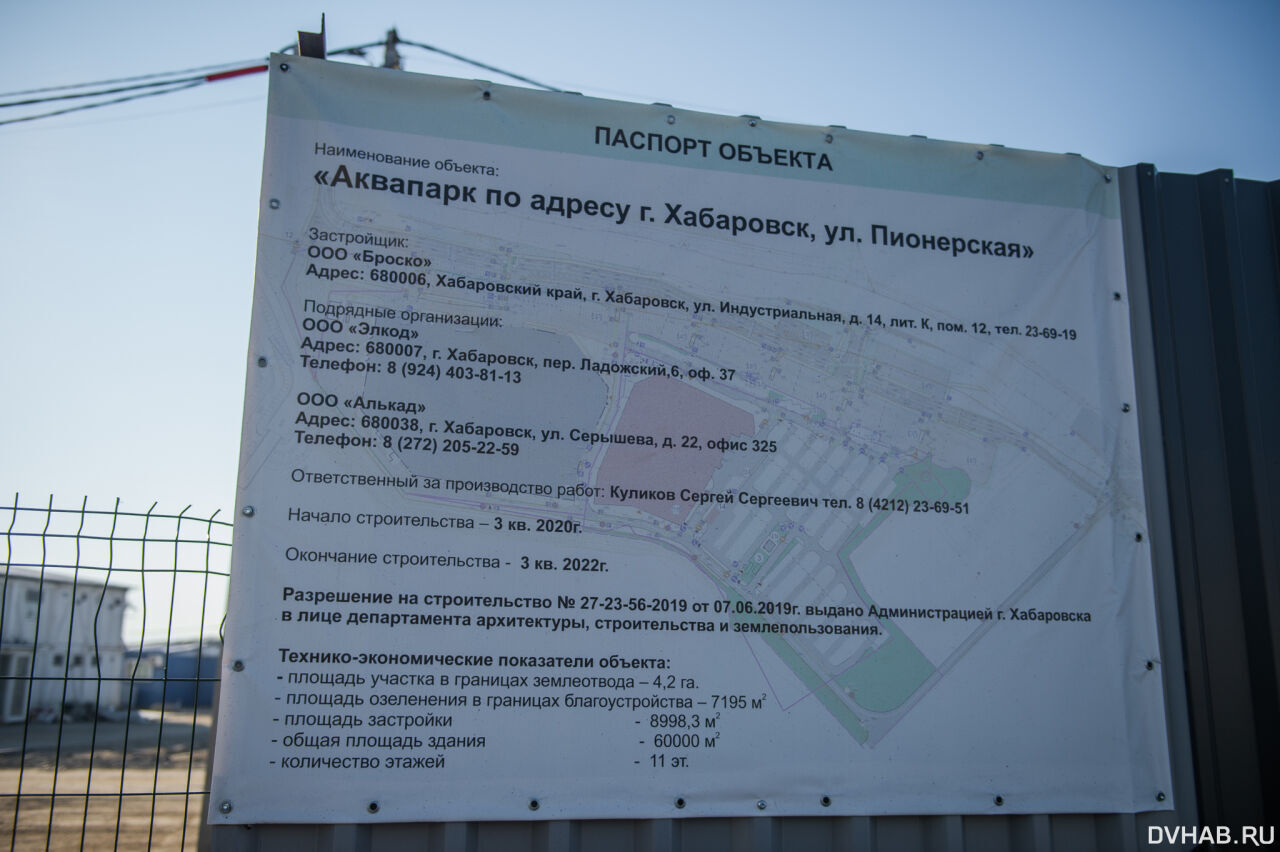 ПАСПОРТ ОБЪЕКТА
Наименование объекта:
«Аквапарк по адресу г. Хабаровск, ул. Пионерская»
Застройщик:
ООО «Броско»
Адрес: 680006, Хабаровский край, г. Хабаровск, ул. Индустриальная, д. 14, лит. К, пом. 12, тел. 23-69-19
Подрядные организации:
ООО «Элкод»
Адрес: 680007, г. Хабаровск, пер. Ладожский,6, оф. 37
Телефон: 8 (924) 403-81-13
ООО «Алькад»
Адрес: 680038, г. Хабаровск, ул. Серышева, д. 22, офис 325
Телефон: 8 (272) 205-22-59
Ответственный за производство работ: Куликов Сергей Сергеевич тел. 8 (4212) 23-69-51
Начало строительства – 3 кв. 2020г.
Окончание строительства - 3 кв. 2022г.
Разрешение на строительство № 27-23-56-2019 от 07.06.2019г. выдано Администрацией г. Хабаровска
в лице департамента архитектуры, строительства и землепользования.
Технико-экономические показатели объекта:
- площадь участка в границах землеотвода – 4,2 га.
- площадь озеленения в границах благоустройства – 7195 м²
- площадь застройки - 8998,3 м²
- общая площадь здания - 60000 м²
- количество этажей - 11 эт.
DVHAB.RU